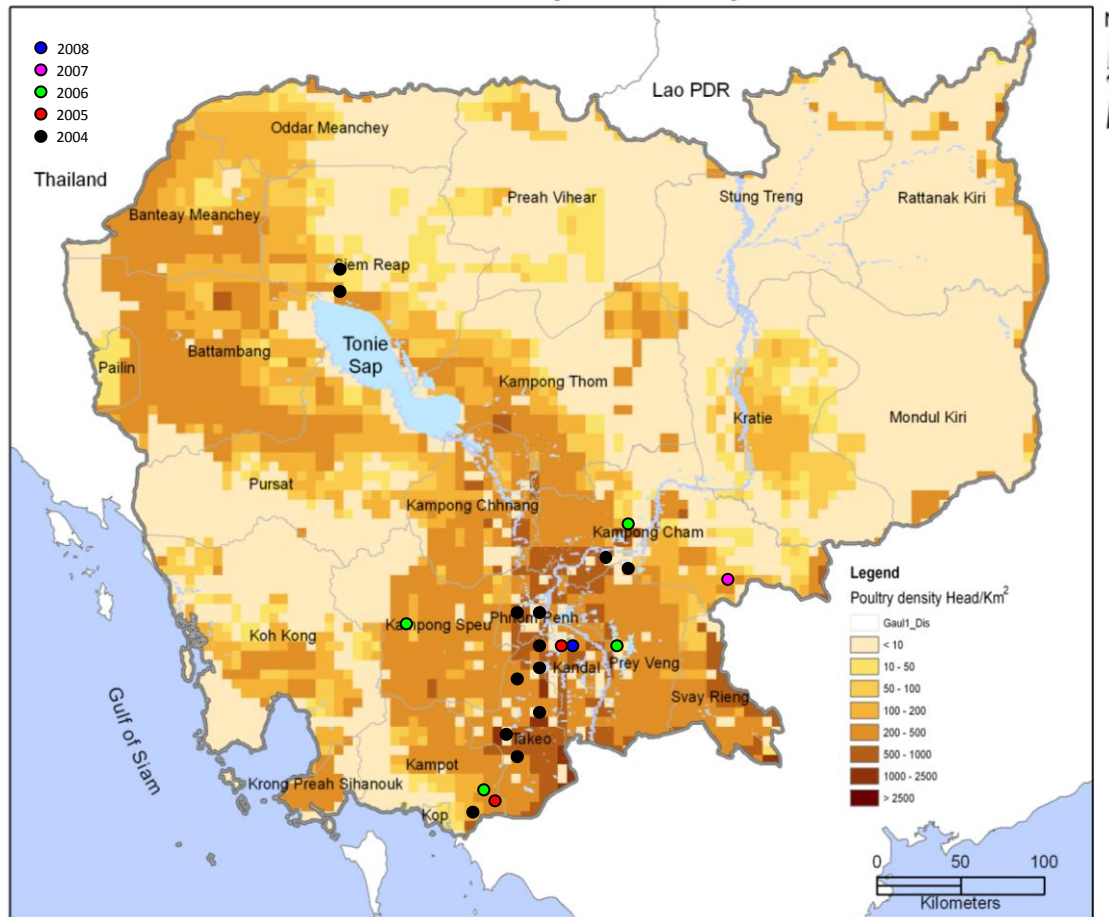 2008
2007
2006
2005
2004
Lao PDR
Oddar Meanchey
Thailand
Preah Vihear
Stung Treng
Rattanak Kiri
Banteay Meanchey
Siem Reap
Tonie
Sap
Battambang
Pailin
Kampong Thom
Kratie
Mondul Kiri
Pursat
Kampong Chhnang
Kampong Cham
Legend
Poultry density Head/Km²
Gaul1_Dis
< 10
10 - 50
50 - 100
100 - 200
200 - 500
500 - 1000
1000 - 2500
> 2500
Phnom Penh
Kampong Speu
Koh Kong
Kandal
Prey Veng
Svay Rieng
Gulf of Siam
Takeo
Kampot
Krong Preah Sihanouk
Kop
0 50 100
Kilometers